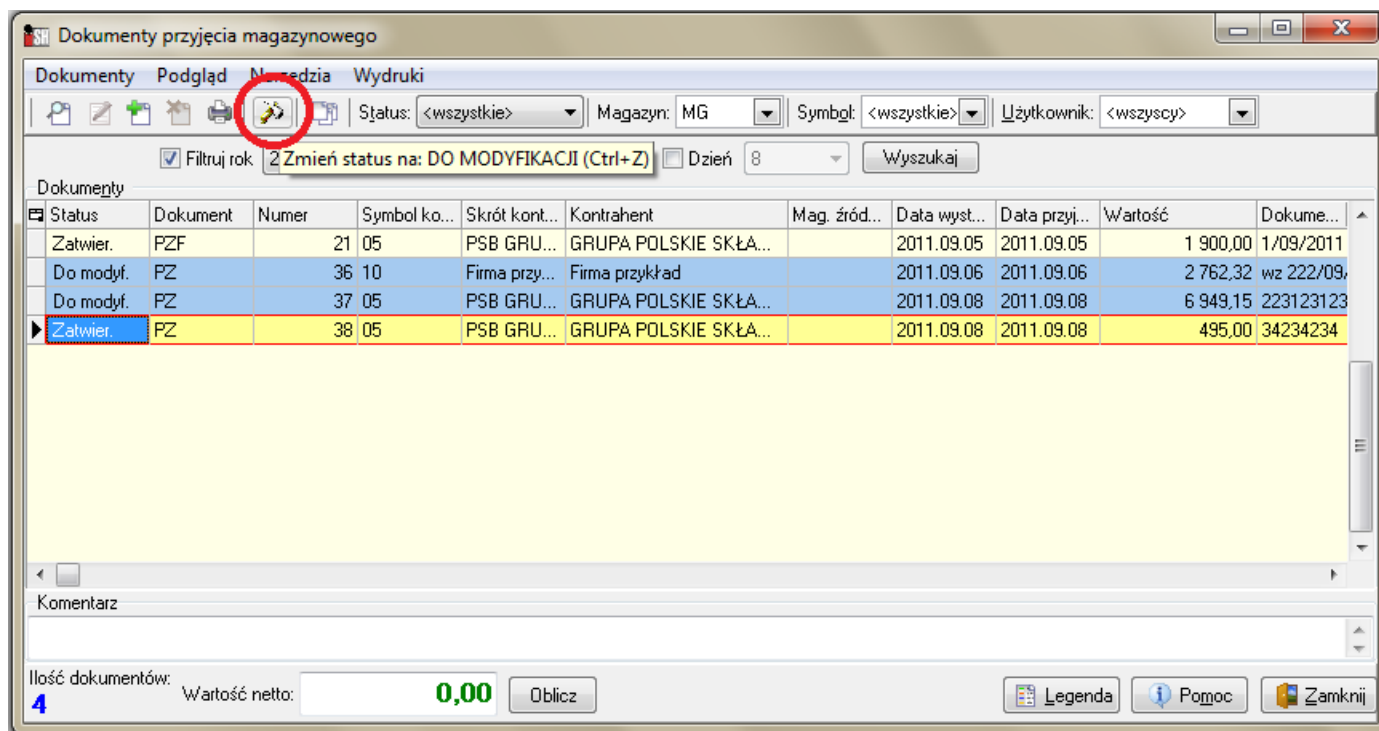 Dokumenty przyjęcia magazynowego
Dokumenty Podgląd Narzędzia Wydruki
Status: <wszystkie> Magazyn: MG Symbol: <wszystkie> Użytkownik: <wszyscy>
Filtruj rok 2 Zmień status na: DO MODYFIKACJI (Ctrl+Z) Dzień 8 Wyszukaj
Dokumenty
Status Dokument Numer Symbol ko... Skrót kont... Kontrahent Mag. źród... Data wyst... Data przyj... Wartość Dokume...
Zatwier. PZF 21 05 PSB GRU... GRUPA POLSKIE SKŁA... 2011.09.05 2011.09.05 1 900,00 1/09/2011
Do modyf. PZ 36 10 Firma przy... Firma przykład 2011.09.06 2011.09.06 2 762,32 wz 222/09/
Do modyf. PZ 37 05 PSB GRU... GRUPA POLSKIE SKŁA... 2011.09.08 2011.09.08 6 949,15 223123123
Zatwier. PZ 38 05 PSB GRU... GRUPA POLSKIE SKŁA... 2011.09.08 2011.09.08 495,00 34234234
Komentarz
Ilość dokumentów:
4 Wartość netto: 0,00 Oblicz Legenda Pomoc Zamknij